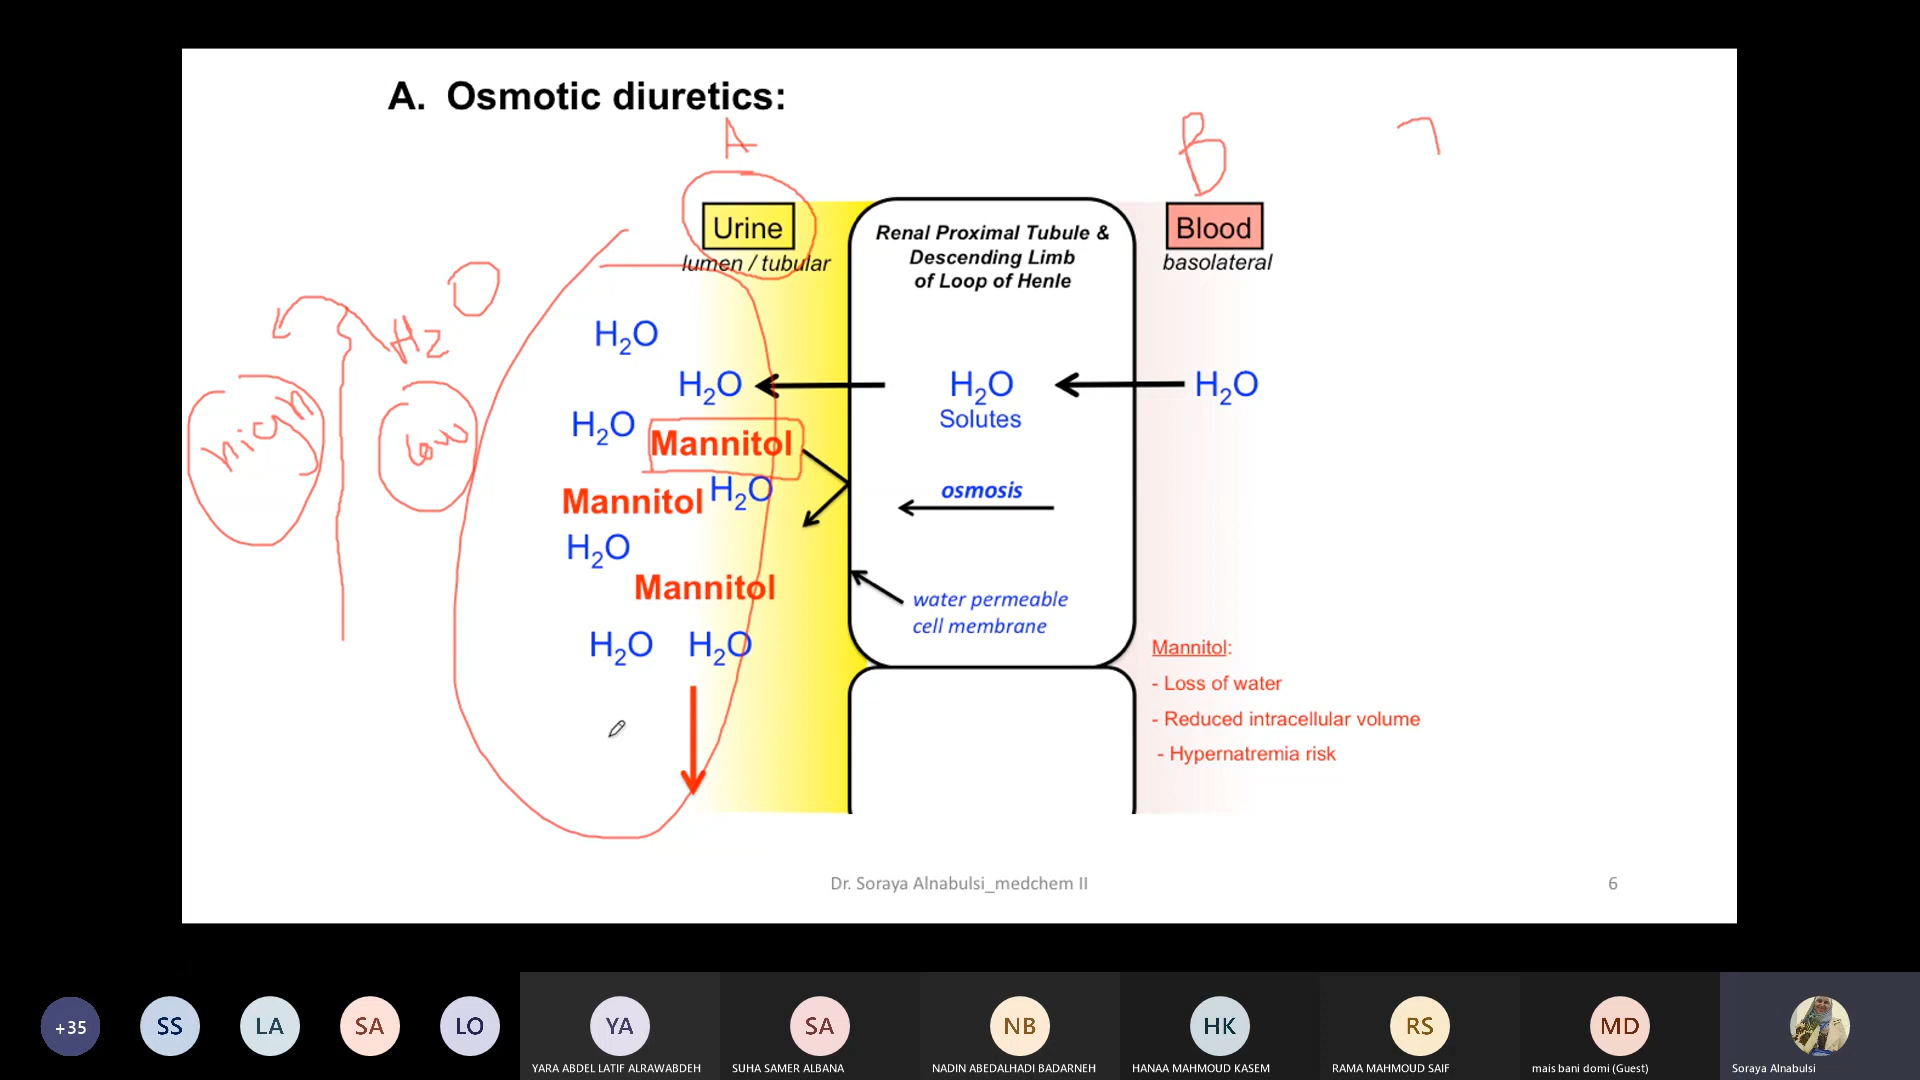 A. Osmotic diuretics:
A
B
Urine
lumen / tubular
Renal Proximal Tubule &
Descending Limb
of Loop of Henle
Blood
basolateral
H2O
high
low
H2O
H2O
H2O
H2O
Solutes
H2O
Mannitol
Mannitol
H2O
osmosis
H2O
Mannitol
water permeable
cell membrane
H2O
H2O
Mannitol:
- Loss of water
- Reduced intracellular volume
- Hypernatremia risk
Dr. Soraya Alnabulsi_medchem II
6
+35
SS
LA
SA
LO
YA
SA
NB
HK
RS
MD
YARA ABDEL LATIF ALRAWABDEH
SUHA SAMER ALBANA
NADIN ABEDALHADI BADARNEH
HANAA MAHMOUD KASEM
RAMA MAHMOUD SAIF
mais bani domi (Guest)
Soraya Alnabulsi